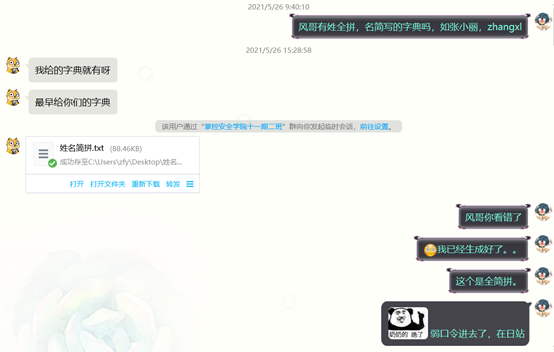 2021/5/26 9:40:10
风哥有姓全拼，名简写的字典吗，如张小丽，zhangxl
2021/5/26 15:28:58
我给的字典就有呀
最早给你们的字典
该用户通过“掌控安全学院十一期二班”群向你发起临时会话，前往设置。
姓名简拼.txt (88.46KB)
成功存至C:\Users\zfy\Desktop\姓名...
打开 打开文件夹 重新下载 转发
风哥你看错了
我已经生成好了。。
这个是全简拼。
奶奶的 绝了
弱口令进去了，在日站